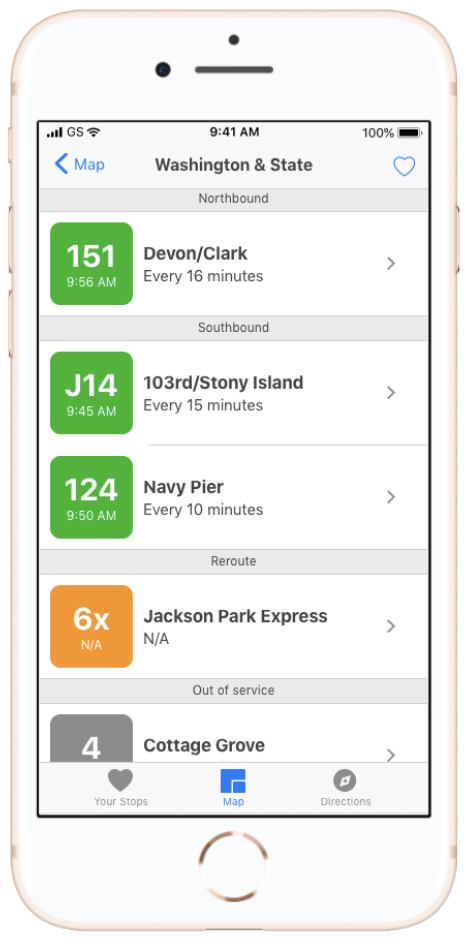 GS 9:41 AM 100%
Map Washington & State
Northbound
151 Devon/Clark
9:56 AM Every 16 minutes
Southbound
J14 103rd/Stony Island
9:45 AM Every 15 minutes
124 Navy Pier
9:50 AM Every 10 minutes
Reroute
6x Jackson Park Express
N/A N/A
Out of service
4 Cottage Grove
Your Stops Map Directions